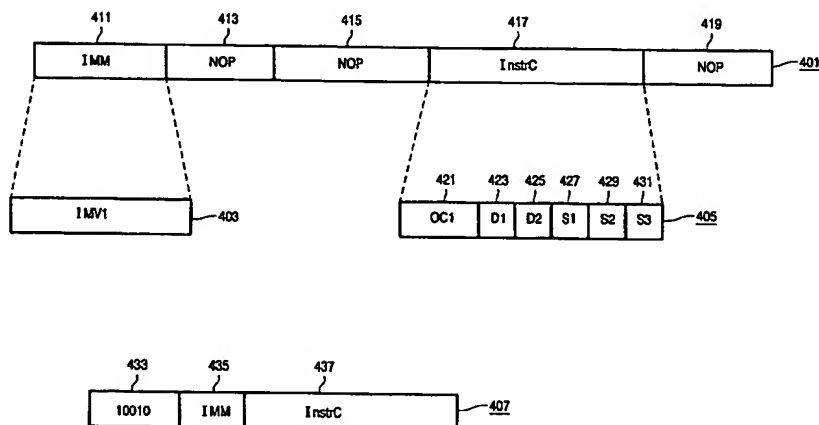 411 413 415 417 419
IMM NOP NOP InstrC NOP 401
421 423 425 427 429 431
IMV1 403 OC1 D1 D2 S1 S2 S3 405
433 435 437
10010 IMM InstrC 407